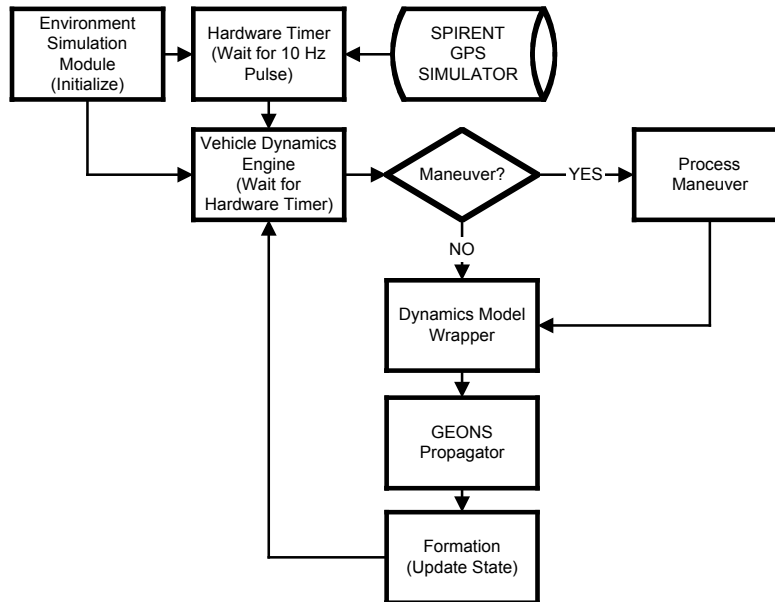 Environment
Simulation
Module
(Initialize)
Hardware Timer
(Wait for 10 Hz
Pulse)
SPIRENT
GPS
SIMULATOR
Vehicle Dynamics
Engine
(Wait for
Hardware Timer)
Maneuver?
YES
Process
Maneuver
NO
Dynamics Model
Wrapper
GEONS
Propagator
Formation
(Update State)